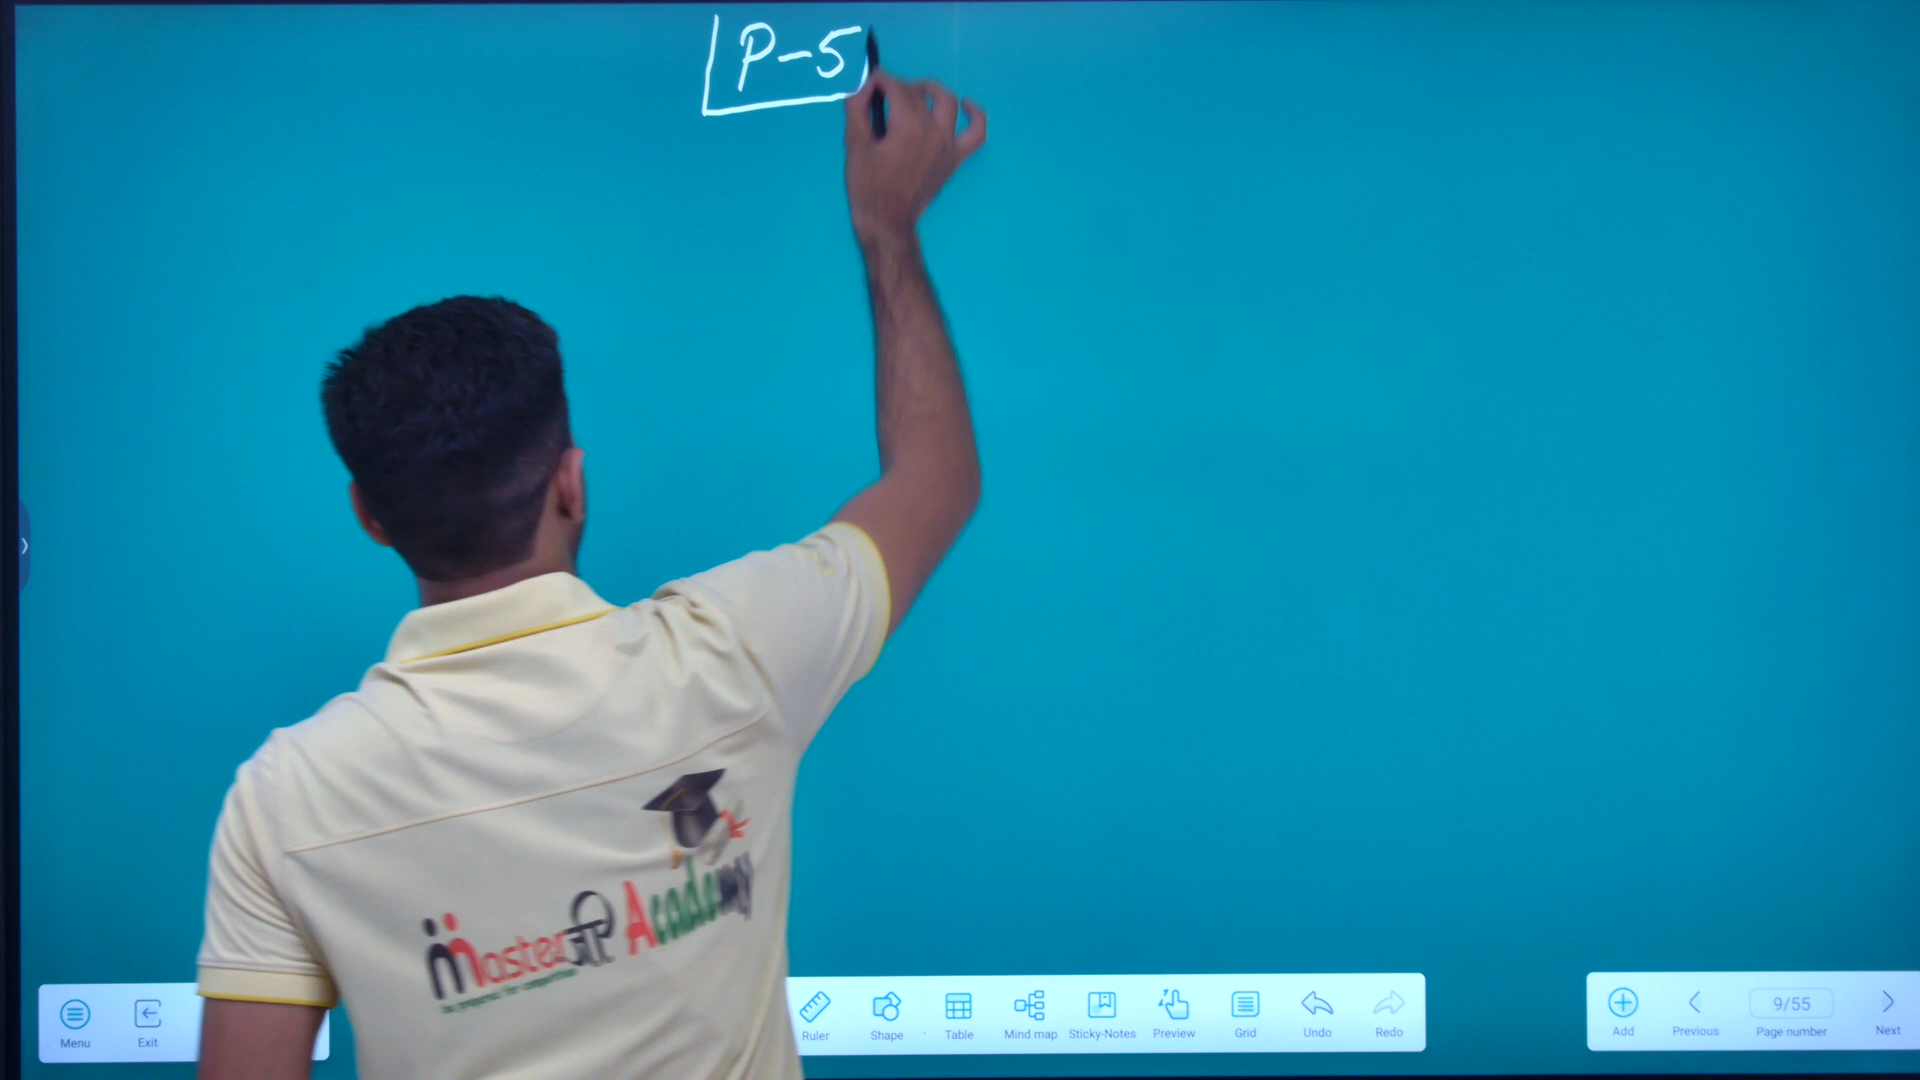 P-5
Masterजी Academy
Menu
Exit
Ruler
Shape
Table
Mind map
Sticky-Notes
Preview
Grid
Undo
Redo
Add
Previous
9/55
Page number
Next